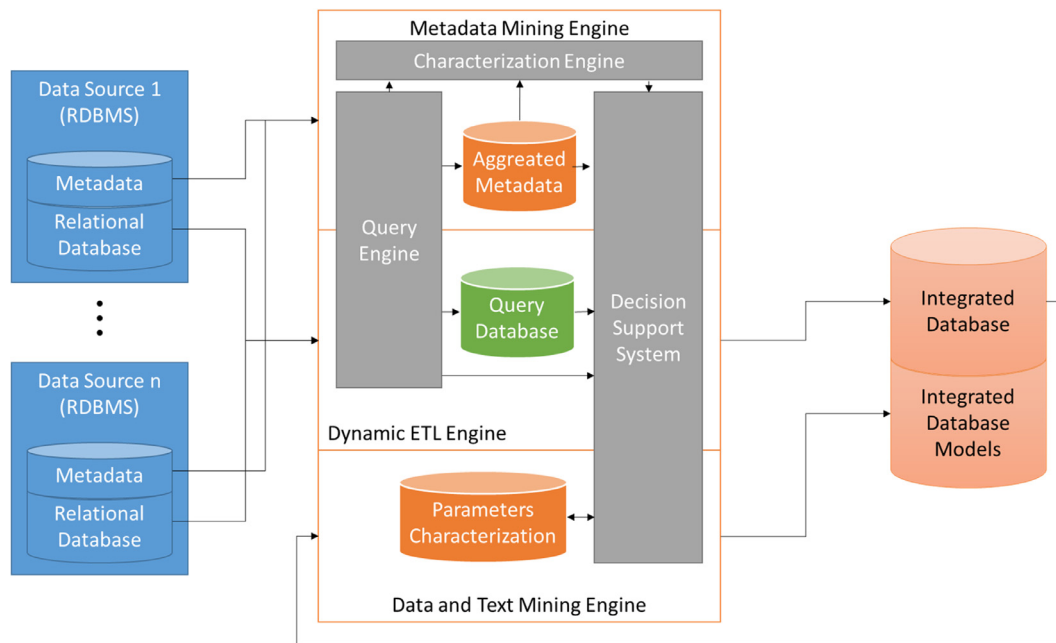 Metadata Mining Engine
Characterization Engine
Data Source 1
(RDBMS)
Metadata
Relational
Database
Aggreated
Metadata
Query
Engine
Query
Database
Decision
Support
System
Dynamic ETL Engine
Data Source n
(RDBMS)
Metadata
Relational
Database
Parameters
Characterization
Data and Text Mining Engine
Integrated
Database
Integrated
Database
Models